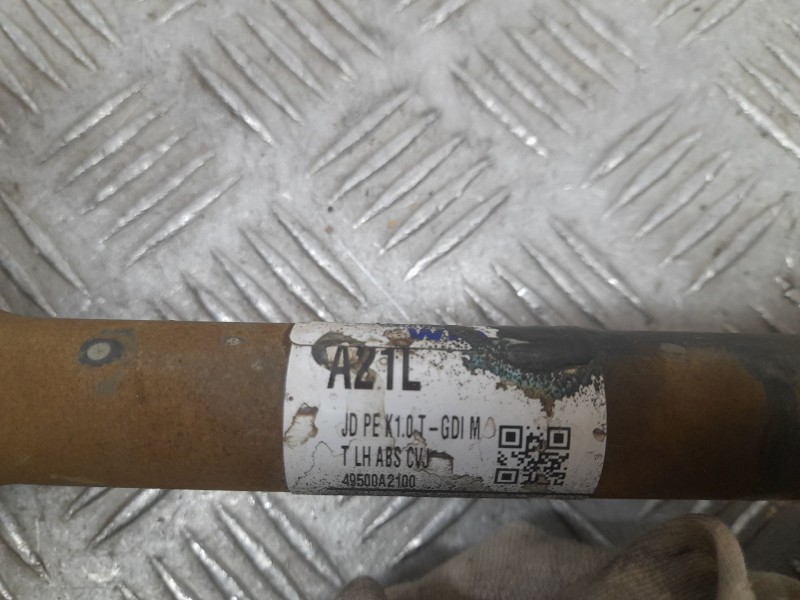 A21L
JD PE K1.0 T-GDI M
T LH ABS CVJ
49500A2100